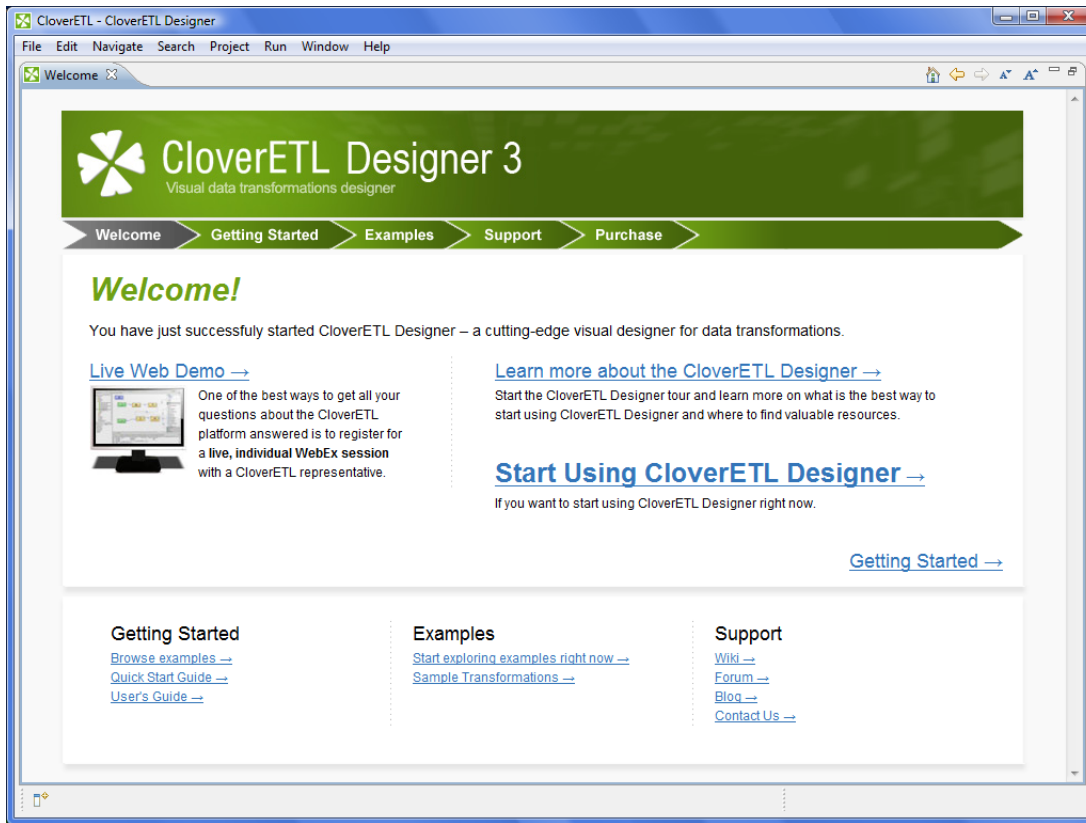 CloverETL - CloverETL Designer
File Edit Navigate Search Project Run Window Help
Welcome
CloverETL Designer 3
Visual data transformations designer
Welcome Getting Started Examples Support Purchase
Welcome!
You have just successfuly started CloverETL Designer – a cutting-edge visual designer for data transformations.
Live Web Demo →
One of the best ways to get all your
questions about the CloverETL
platform answered is to register for
a live, individual WebEx session
with a CloverETL representative.
Learn more about the CloverETL Designer →
Start the CloverETL Designer tour and learn more on what is the best way to
start using CloverETL Designer and where to find valuable resources.
Start Using CloverETL Designer →
If you want to start using CloverETL Designer right now.
Getting Started →
Getting Started
Browse examples →
Quick Start Guide →
User's Guide →
Examples
Start exploring examples right now →
Sample Transformations →
Support
Wiki →
Forum →
Blog →
Contact Us →